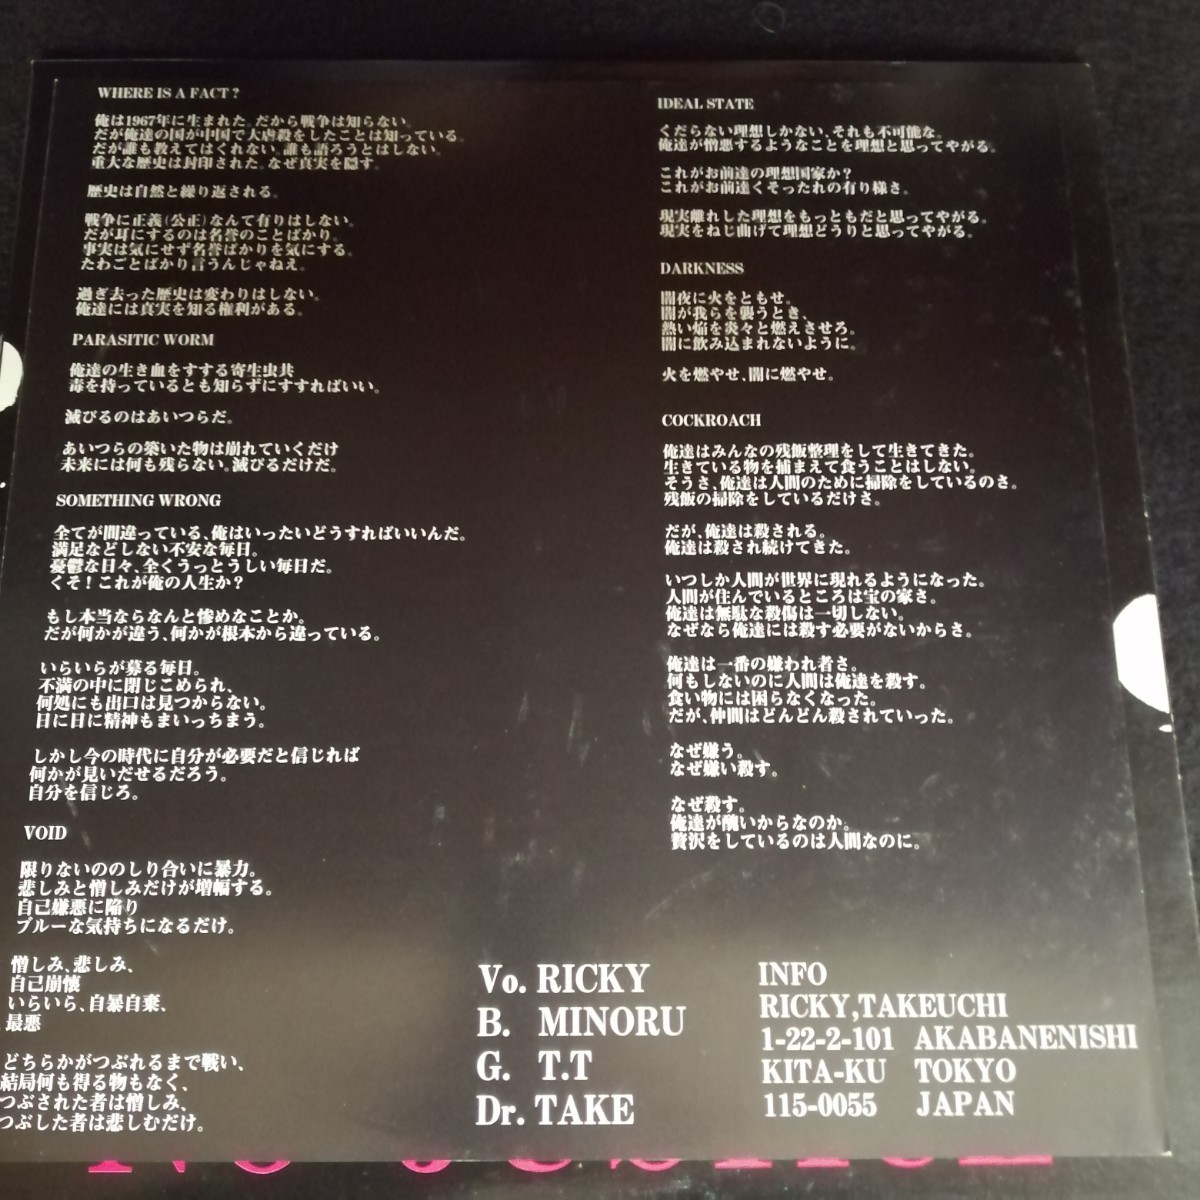 WHERE IS A FACT?
俺は1967年に生まれた。だから戦争は知らない。
だが俺達の国が中国で大虐殺をしたことは知っている。
だが誰も教えてはくれない。誰も語ろうとはしない。
重大な歴史は封印された。なぜ真実を隠す。
歴史は自然と繰り返される。
戦争に正義(公正)なんて有りはしない。
だが耳にするのは名誉のことばかり。
事実は気にせず名誉ばかりを気にする。
たわごとばかり言うんじゃねえ。
過ぎ去った歴史は変わりはしない。
俺達には真実を知る権利がある。
PARASITIC WORM
俺達の生き血をすする寄生虫共
毒を持っているとも知らずにすすればいい。
滅びるのはあいつらだ。
あいつらの築いた物は崩れていくだけ
未来には何も残らない。滅びるだけだ。
SOMETHING WRONG
全てが間違っている、俺はいったいどうすればいいんだ。
満足などしない不安な毎日。
憂鬱な日々、全くうっとうしい毎日だ。
くそ!これが俺の人生か?
もし本当ならなんと惨めなことか。
だが何かが違う、何かが根本から違っている。
いらいらが募る毎日。
不満の中に閉じこめられ、
何処にも出口は見つからない。
日に日に精神もまいっちまう。
しかし今の時代に自分が必要だと信じれば
何かが見いだせるだろう。
自分を信じろ。
VOID
限りないののしり合いに暴力。
悲しみと憎しみだけが増幅する。
自己嫌悪に陥り
ブルーな気持ちになるだけ。
憎しみ、悲しみ、
自己崩懐
いらいら、自暴自棄、
最悪
どちらかがつぶれるまで戦い、
結局何も得る物もなく、
つぶされた者は憎しみ、
つぶした者は悲しむだけ。
IDEAL STATE
くだらない理想しかない、それも不可能な。
俺達が憎悪するようなことを理想と思ってやがる。
これがお前達の理想国家か?
これがお前達くそったれの有り様さ。
現実離れした理想をもっともだと思ってやがる。
現実をねじ曲げて理想どうりと思ってやがる。
DARKNESS
闇夜に火をともせ。
闇が我らを襲うとき、
熱い焔を炎々と燃えさせろ。
闇に飲み込まれないように。
火を燃やせ、闇に燃やせ。
COCKROACH
俺達はみんなの残飯整理をして生きてきた。
生きている物を捕まえて食うことはしない。
そうさ、俺達は人間のために掃除をしているのさ。
残飯の掃除をしているだけさ。
だが、俺達は殺される。
俺達は殺され続けてきた。
いつしか人間が世界に現れるようになった。
人間が住んでいるところは宝の家さ。
俺達は無駄な殺傷は一切しない。
なぜなら俺達には殺す必要がないからさ。
俺達は一番の嫌われ者さ。
何もしないのに人間は俺達を殺す。
食い物には困らなくなった。
だが、仲間はどんどん殺されていった。
なぜ嫌う。
なぜ嫌い殺す。
なぜ殺す。
俺達が醜いからなのか。
贅沢をしているのは人間なのに。
Vo. RICKY
B. MINORU
G. T.T
Dr. TAKE
INFO
RICKY,TAKEUCHI
1-22-2-101 AKABANENISHI
KITA-KU TOKYO
115-0055 JAPAN